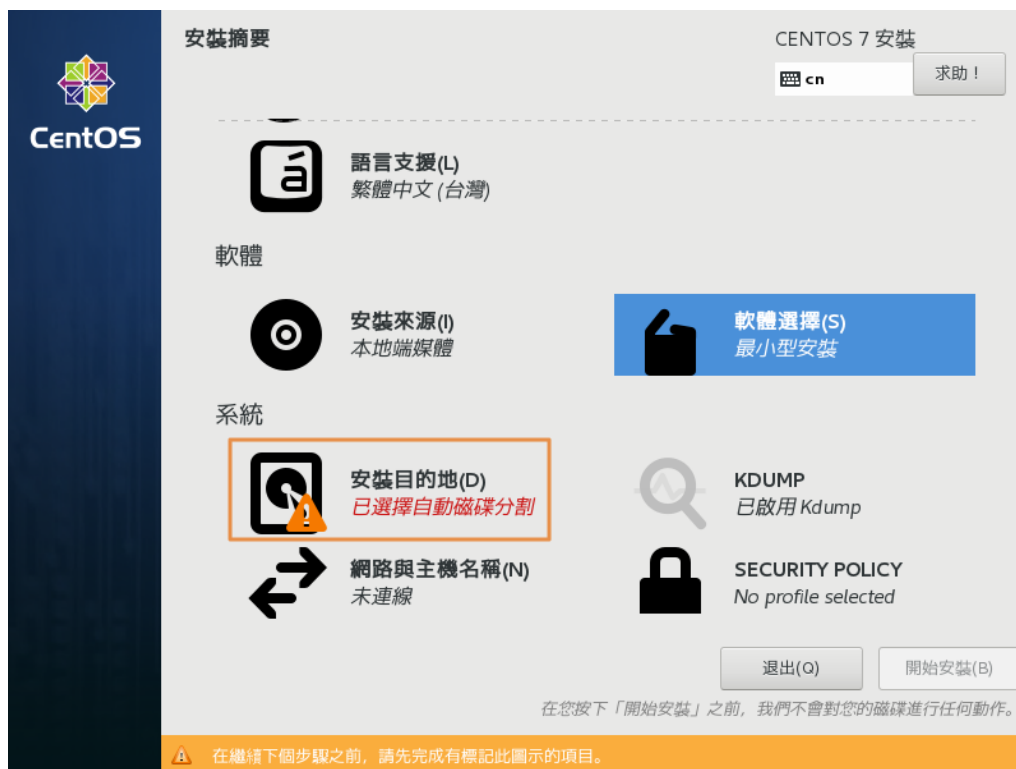 安裝摘要
CENTOS 7 安裝
cn
求助！
CentOS
á
語言支援(L)
繁體中文 (台灣)
軟體
安裝來源(I)
本地端媒體
軟體選擇(S)
最小型安裝
系統
安裝目的地(D)
已選擇自動磁碟分割
KDUMP
已啟用 Kdump
網路與主機名稱(N)
未連線
SECURITY POLICY
No profile selected
退出(Q)
開始安裝(B)
在您按下「開始安裝」之前，我們不會對您的磁碟進行任何動作。
在繼續下個步驟之前，請先完成有標記此圖示的項目。